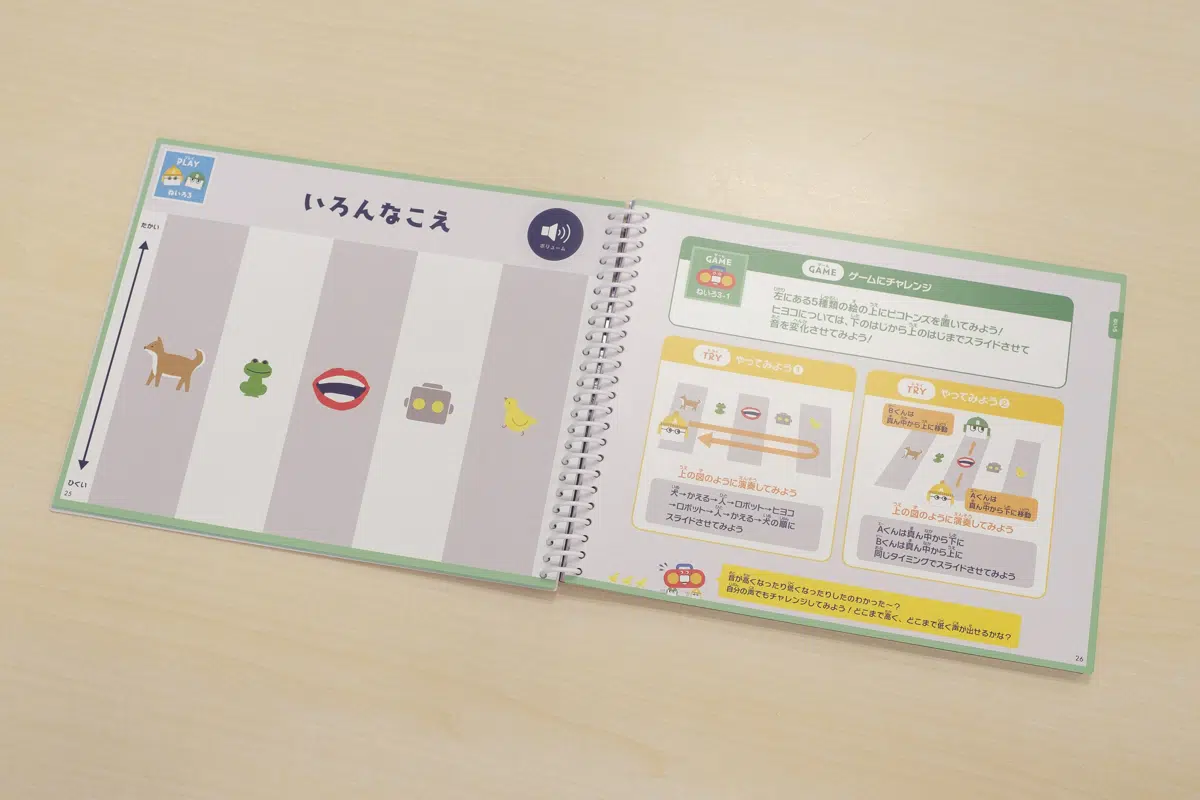 PLAY
ねいろ3
いろんなこえ
ボリューム
たかい
ひくい
25
GAME
ねいろ3-1
GAME ゲームにチャレンジ
左にある5種類の絵の上にピコトンズを置いてみよう!
ヒヨコについては、下のはじから上のはじまでスライドさせて
音を変化させてみよう!
TRY やってみよう①
上の図のように演奏してみよう
犬→かえる→人→ロボット→ヒヨコ
→ロボット→人→かえる→犬の順に
スライドさせてみよう
TRY やってみよう②
Bくんは
真ん中から上に移動
Aくんは
真ん中から下に移動
上の図のように演奏してみよう
Aくんは真ん中から下に
Bくんは真ん中から上に
同じタイミングでスライドさせてみよう
音が高くなったり低くなったりしたのわかった〜?
自分の声でもチャレンジしてみよう!どこまで高く、どこまで低く声が出せるかな?
26